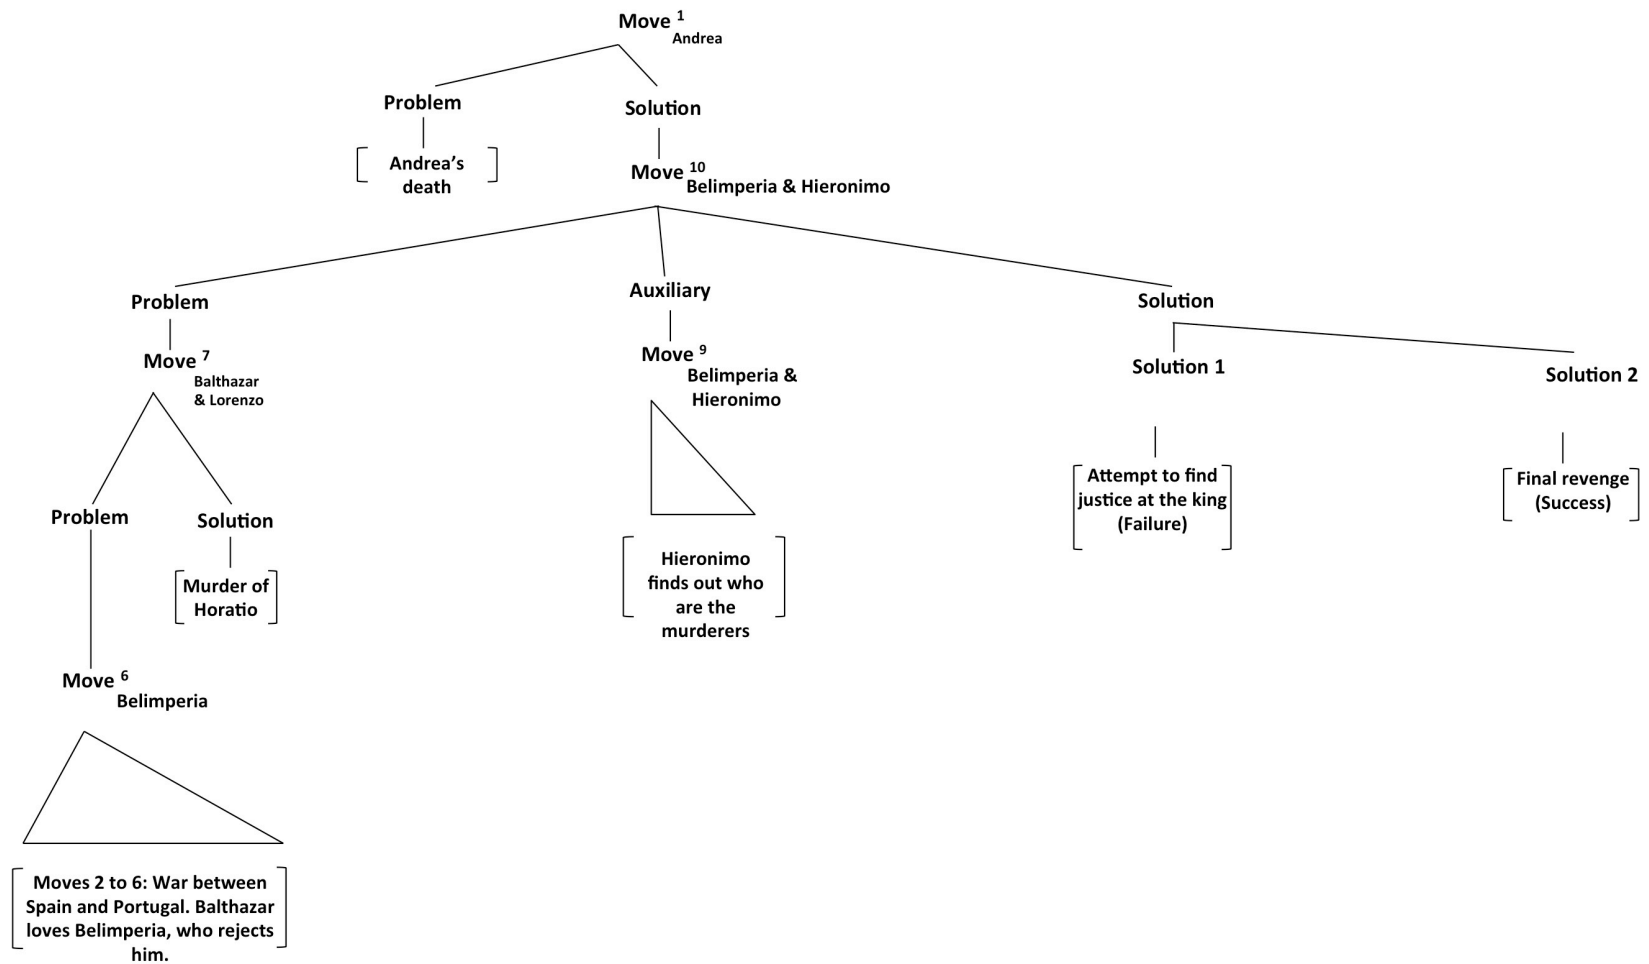 Move 1
Andrea
Problem
Solution
Andrea’s
death
Move 10
Belimperia & Hieronimo
Problem
Auxiliary
Solution
Move 7
Balthazar
& Lorenzo
Move 9
Belimperia &
Hieronimo
Solution 1
Solution 2
Problem
Solution
Murder of
Horatio
Hieronimo
finds out who
are the
murderers
Attempt to find
justice at the king
(Failure)
Final revenge
(Success)
Move 6
Belimperia
Moves 2 to 6: War between
Spain and Portugal. Balthazar
loves Belimperia, who rejects
him.